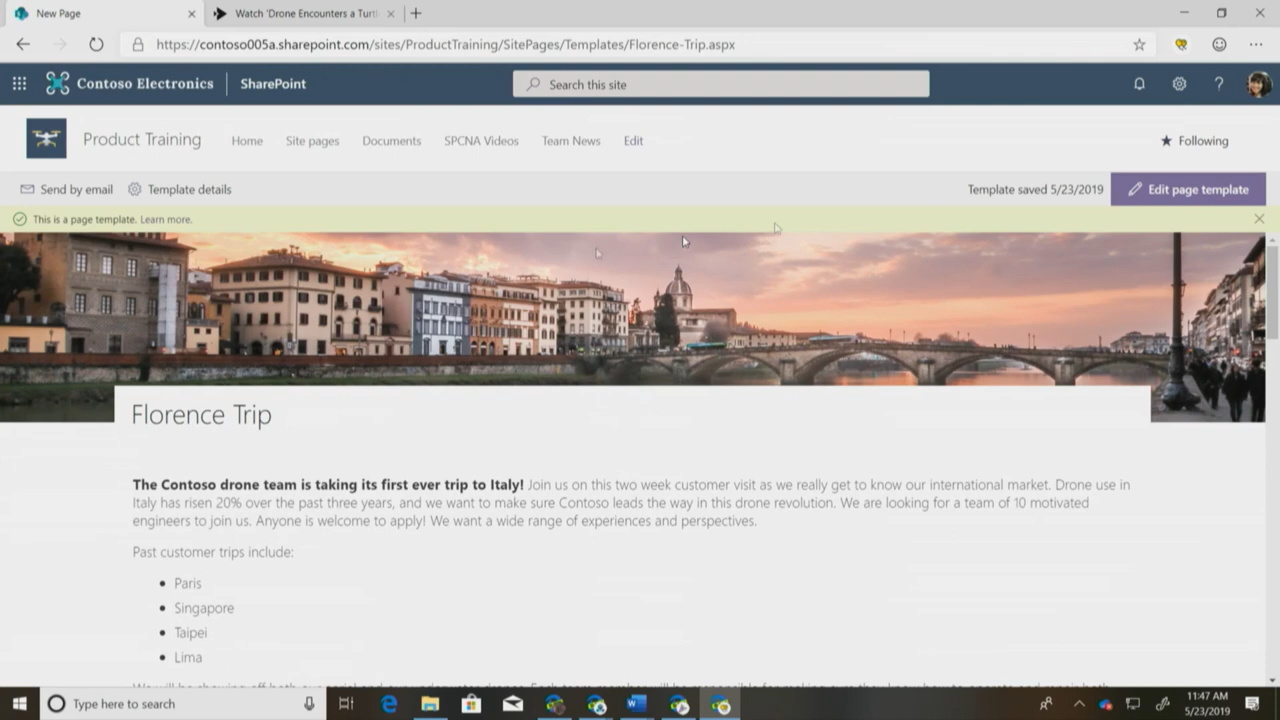 New Page
Watch 'Drone Encounters a Turt
https://contoso005a.sharepoint.com/sites/ProductTraining/SitePages/Templates/Florence-Trip.aspx
Contoso Electronics
SharePoint
Search this site
Product Training
Home
Site pages
Documents
SPCNA Videos
Team News
Edit
Following
Send by email
Template details
Template saved 5/23/2019
Edit page template
This is a page template. Learn more.
Florence Trip
The Contoso drone team is taking its first ever trip to Italy! Join us on this two week customer visit as we really get to know our international market. Drone use in
Italy has risen 20% over the past three years, and we want to make sure Contoso leads the way in this drone revolution. We are looking for a team of 10 motivated
engineers to join us. Anyone is welcome to apply! We want a wide range of experiences and perspectives.
Past customer trips include:
• Paris
• Singapore
• Taipei
• Lima
Type here to search
11:47 AM
5/23/2019